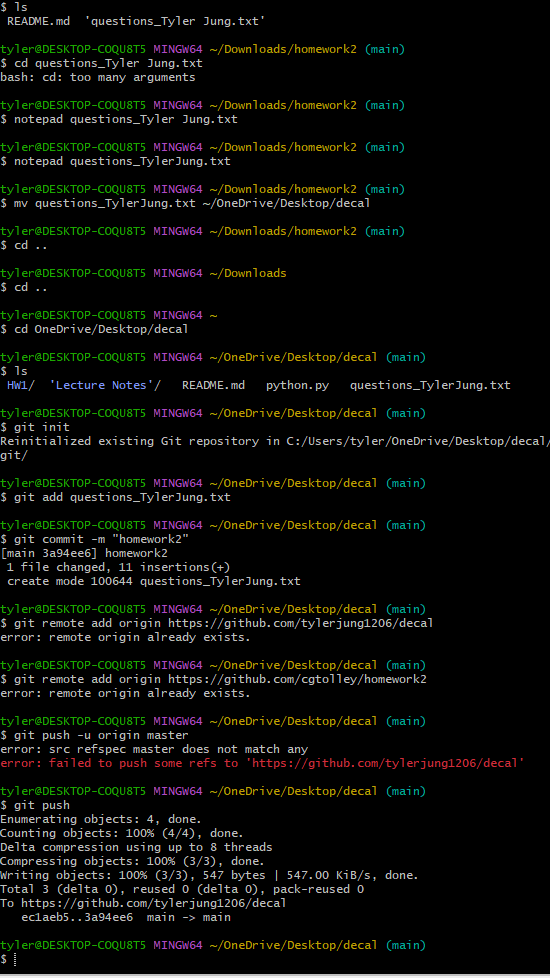 $ ls
README.md  'questions_Tyler Jung.txt'
tyler@DESKTOP-COQU8T5 MINGW64 ~/Downloads/homework2 (main)
$ cd questions_Tyler Jung.txt
bash: cd: too many arguments
tyler@DESKTOP-COQU8T5 MINGW64 ~/Downloads/homework2 (main)
$ notepad questions_Tyler Jung.txt
tyler@DESKTOP-COQU8T5 MINGW64 ~/Downloads/homework2 (main)
$ notepad questions_TylerJung.txt
tyler@DESKTOP-COQU8T5 MINGW64 ~/Downloads/homework2 (main)
$ mv questions_TylerJung.txt ~/OneDrive/Desktop/decal
tyler@DESKTOP-COQU8T5 MINGW64 ~/Downloads/homework2 (main)
$ cd ..
tyler@DESKTOP-COQU8T5 MINGW64 ~/Downloads
$ cd ..
tyler@DESKTOP-COQU8T5 MINGW64 ~
$ cd OneDrive/Desktop/decal
tyler@DESKTOP-COQU8T5 MINGW64 ~/OneDrive/Desktop/decal (main)
$ ls
HW1/  'Lecture Notes'/  README.md  python.py  questions_TylerJung.txt
tyler@DESKTOP-COQU8T5 MINGW64 ~/OneDrive/Desktop/decal (main)
$ git init
Reinitialized existing Git repository in C:/Users/tyler/OneDrive/Desktop/decal/
git/
tyler@DESKTOP-COQU8T5 MINGW64 ~/OneDrive/Desktop/decal (main)
$ git add questions_TylerJung.txt
tyler@DESKTOP-COQU8T5 MINGW64 ~/OneDrive/Desktop/decal (main)
$ git commit -m "homework2"
[main 3a94ee6] homework2
1 file changed, 11 insertions(+)
create mode 100644 questions_TylerJung.txt
tyler@DESKTOP-COQU8T5 MINGW64 ~/OneDrive/Desktop/decal (main)
$ git remote add origin https://github.com/tylerjung1206/decal
error: remote origin already exists.
tyler@DESKTOP-COQU8T5 MINGW64 ~/OneDrive/Desktop/decal (main)
$ git remote add origin https://github.com/cgtolley/homework2
error: remote origin already exists.
tyler@DESKTOP-COQU8T5 MINGW64 ~/OneDrive/Desktop/decal (main)
$ git push -u origin master
error: src refspec master does not match any
error: failed to push some refs to 'https://github.com/tylerjung1206/decal'
tyler@DESKTOP-COQU8T5 MINGW64 ~/OneDrive/Desktop/decal (main)
$ git push
Enumerating objects: 4, done.
Counting objects: 100% (4/4), done.
Delta compression using up to 8 threads
Compressing objects: 100% (3/3), done.
Writing objects: 100% (3/3), 547 bytes | 547.00 KiB/s, done.
Total 3 (delta 0), reused 0 (delta 0), pack-reused 0
To https://github.com/tylerjung1206/decal
ec1aeb5..3a94ee6  main -> main
tyler@DESKTOP-COQU8T5 MINGW64 ~/OneDrive/Desktop/decal (main)
$